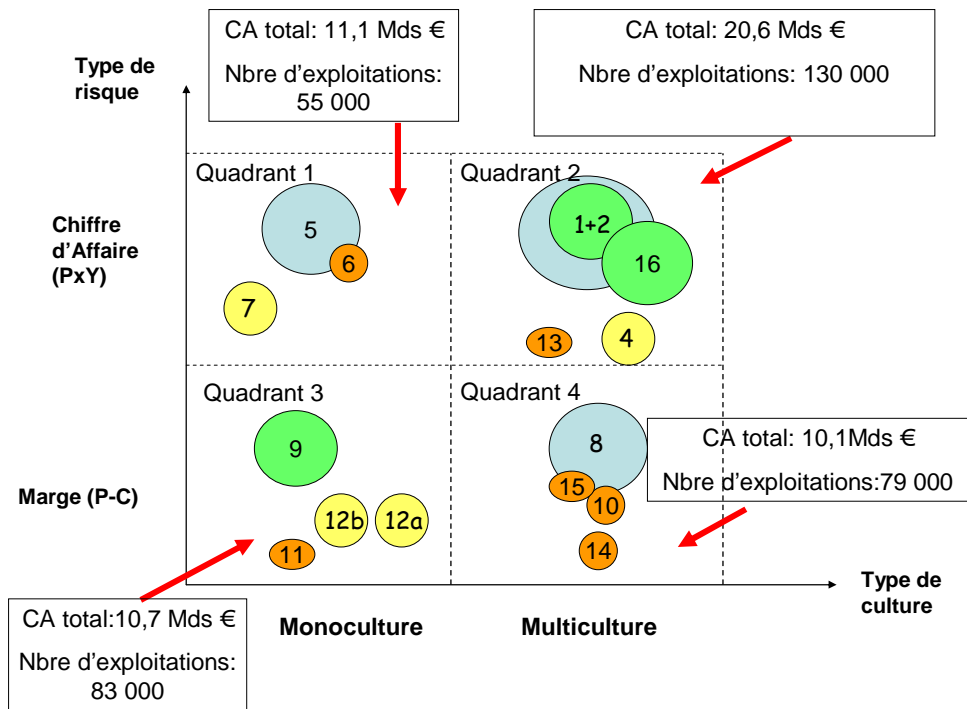 CA total: 11,1 Mds €
Nbre d'exploitations:
55 000
CA total: 20,6 Mds €
Nbre d'exploitations: 130 000
Type de
risque
Quadrant 1
Quadrant 2
Chiffre
d'Affaire
(PxY)
5
6
7
1+2
16
13
4
Quadrant 3
Quadrant 4
Marge (P-C)
9
12b
12a
11
8
15
10
14
CA total: 10,1Mds €
Nbre d'exploitations:79 000
Type de
culture
Monoculture
Multiculture
CA total:10,7 Mds €
Nbre d'exploitations:
83 000